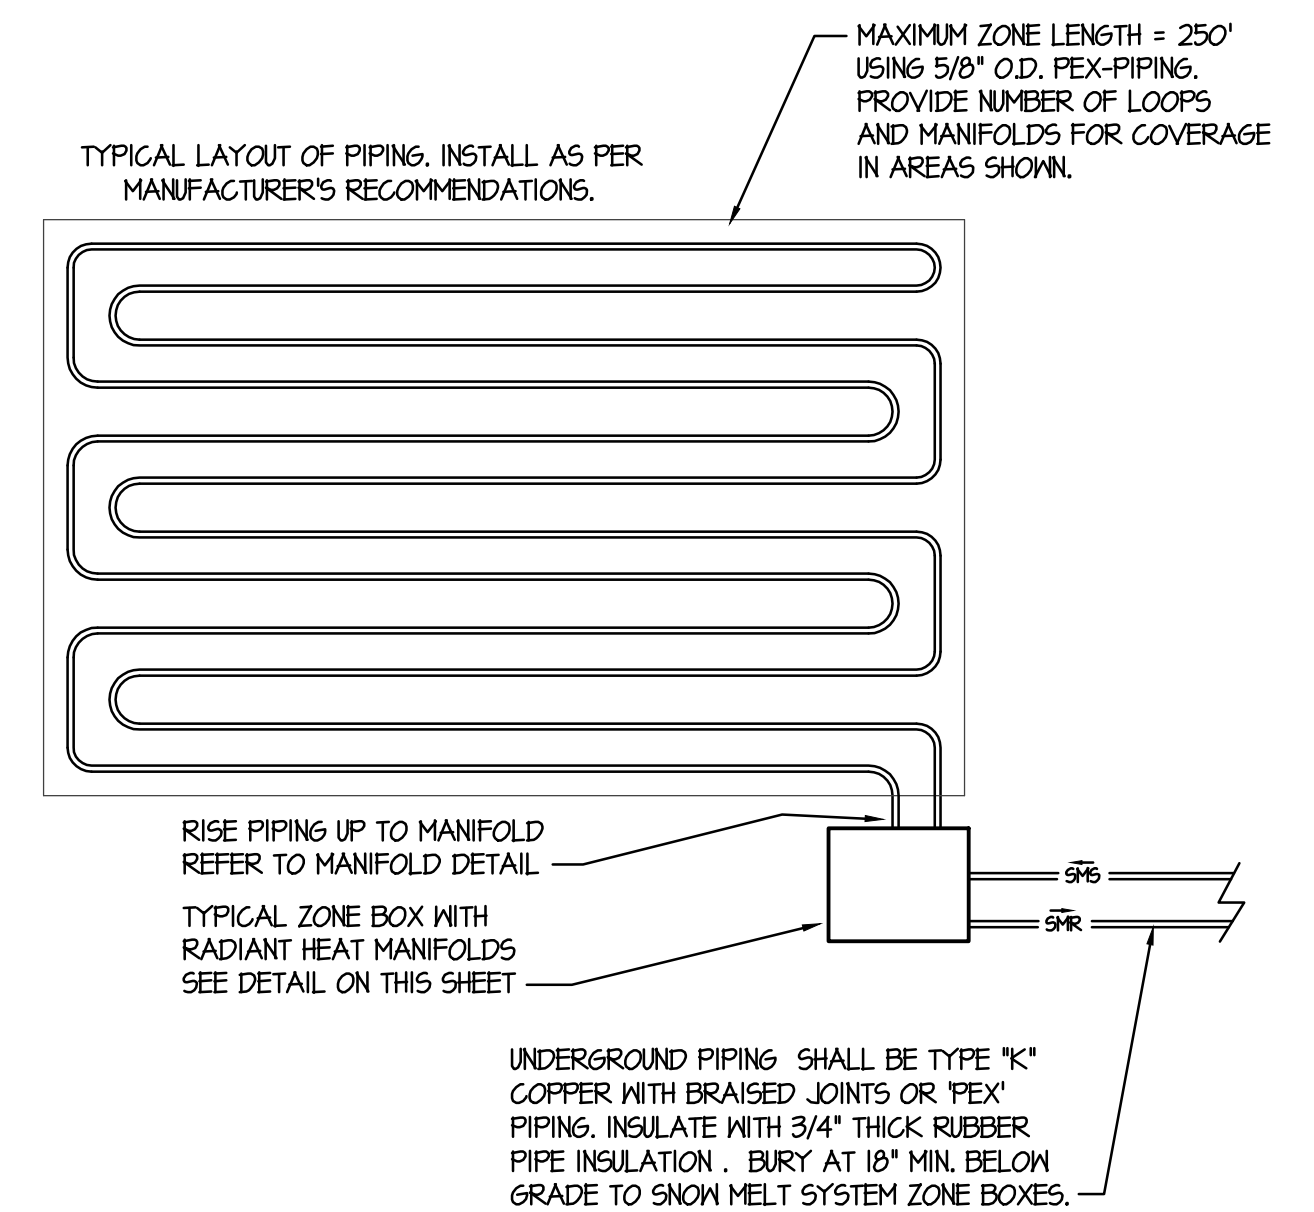 MAXIMUM ZONE LENGTH = 250'
USING 5/8" O.D. PEX-PIPING.
PROVIDE NUMBER OF LOOPS
AND MANIFOLDS FOR COVERAGE
IN AREAS SHOWN.
TYPICAL LAYOUT OF PIPING. INSTALL AS PER
MANUFACTURER'S RECOMMENDATIONS.
RISE PIPING UP TO MANIFOLD
REFER TO MANIFOLD DETAIL
TYPICAL ZONE BOX WITH
RADIANT HEAT MANIFOLDS
SEE DETAIL ON THIS SHEET
SMS
SMR
UNDERGROUND PIPING SHALL BE TYPE "K"
COPPER WITH BRAISED JOINTS OR 'PEX'
PIPING. INSULATE WITH 3/4" THICK RUBBER
PIPE INSULATION . BURY AT 18" MIN. BELOW
GRADE TO SNOW MELT SYSTEM ZONE BOXES.